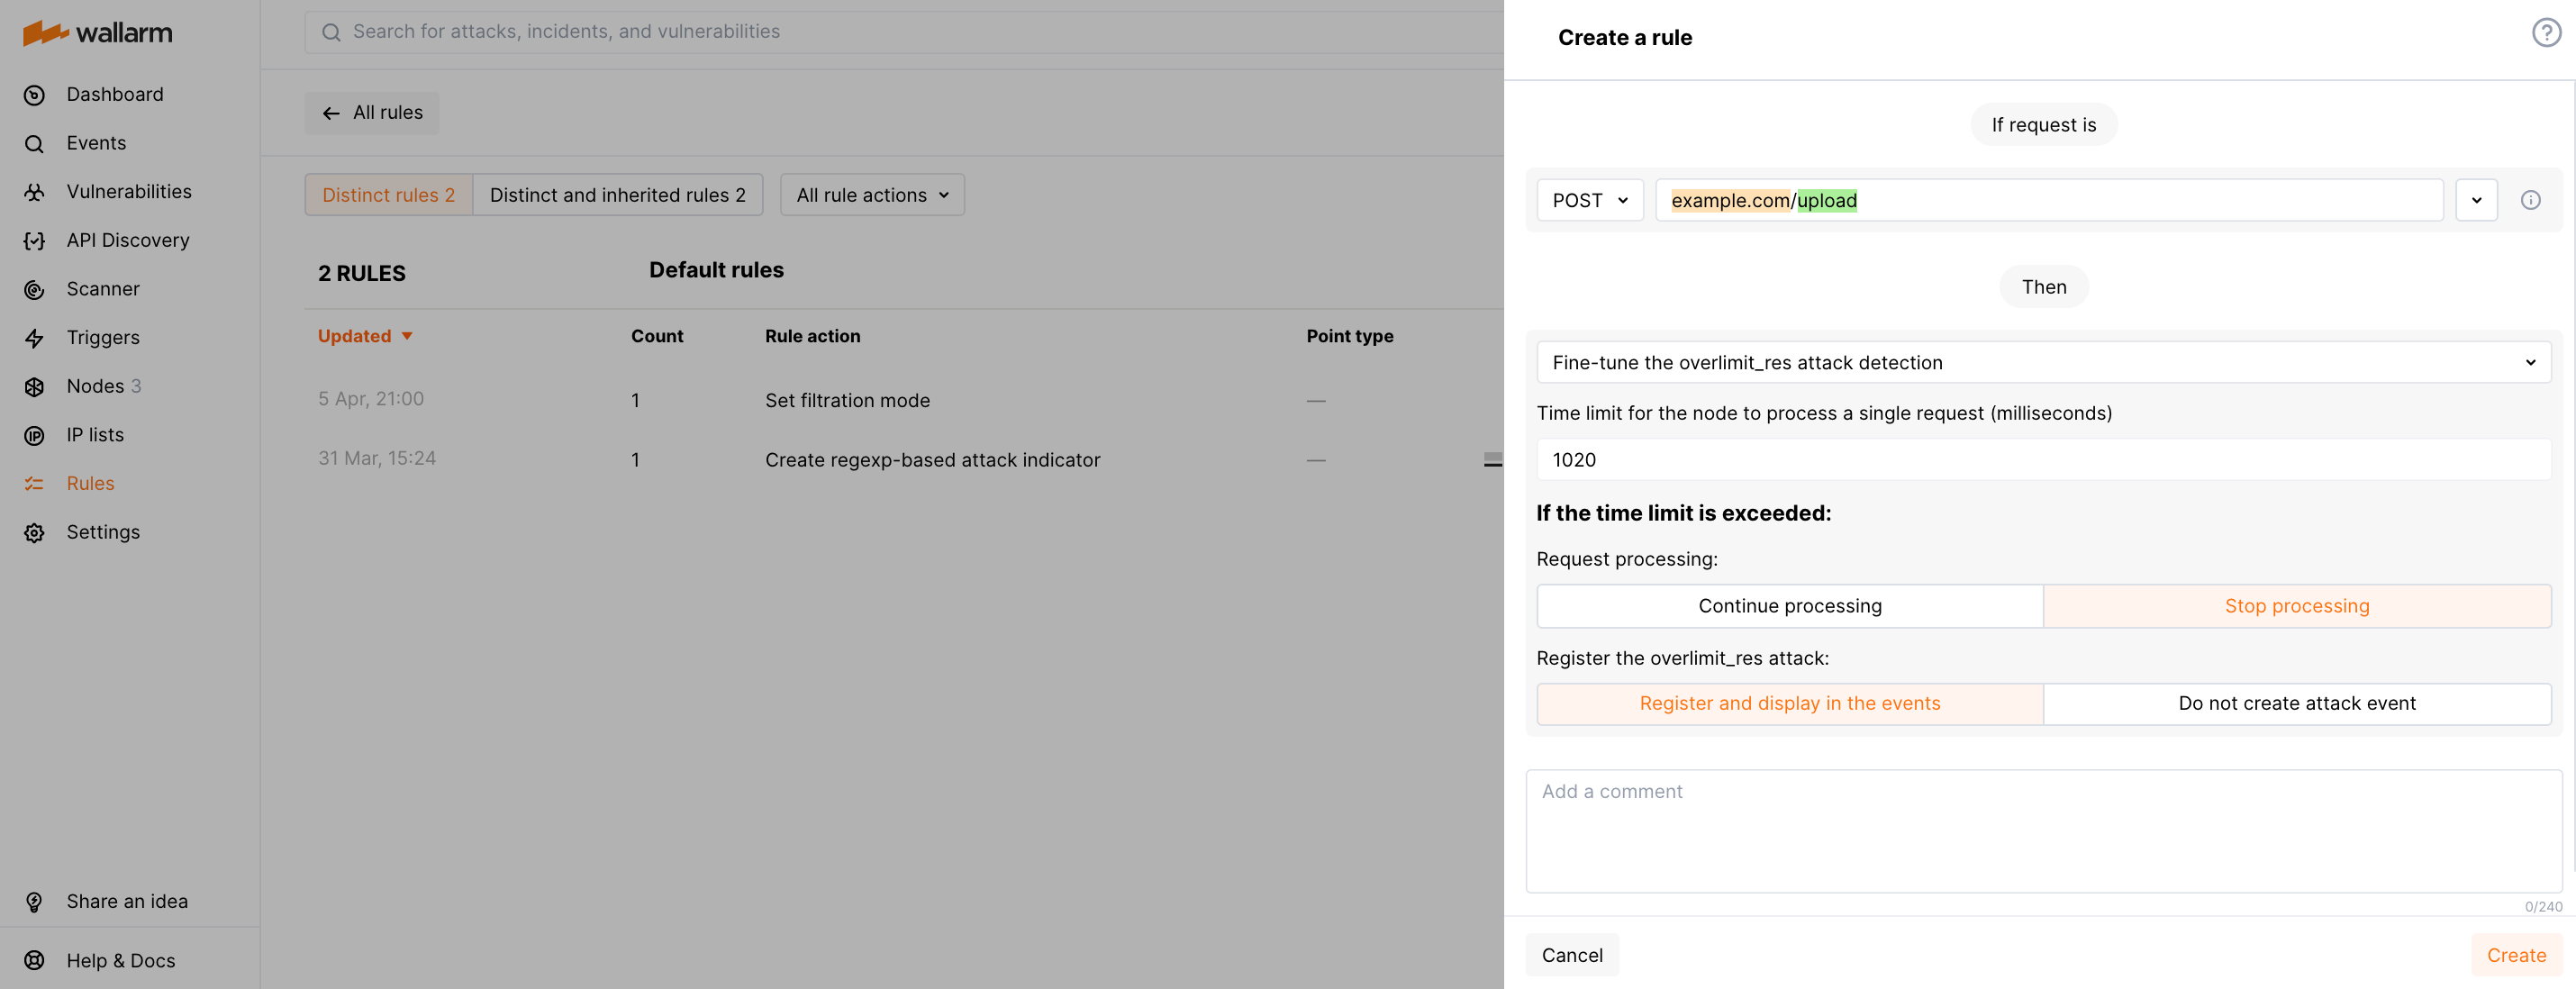 wallarm
Dashboard
Events
Vulnerabilities
API Discovery
Scanner
Triggers
Nodes 3
IP lists
Rules
Settings
Share an idea
Help & Docs
Search for attacks, incidents, and vulnerabilities
All rules
Distinct rules 2
Distinct and inherited rules 2
All rule actions
2 RULES
Default rules
Updated Count Rule action Point type
5 Apr, 21:00 1 Set filtration mode —
31 Mar, 15:24 1 Create regexp-based attack indicator —
Create a rule
If request is
POST example.com/upload
Then
Fine-tune the overlimit_res attack detection
Time limit for the node to process a single request (milliseconds)
1020
If the time limit is exceeded:
Request processing:
Continue processing Stop processing
Register the overlimit_res attack:
Register and display in the events Do not create attack event
Add a comment
0/240
Cancel Create